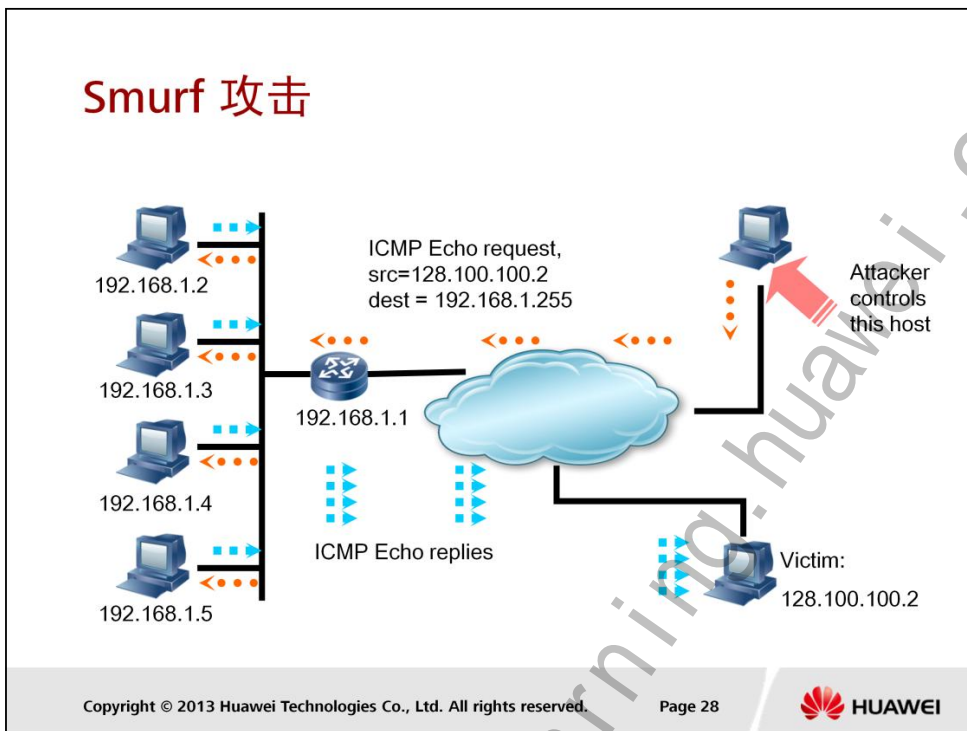 Smurf 攻击
ICMP Echo request,
src=128.100.100.2
dest = 192.168.1.255
Attacker
controls
this host
192.168.1.2
192.168.1.3
192.168.1.1
192.168.1.4
ICMP Echo replies
192.168.1.5
Victim:
128.100.100.2
rning.huawei.
Copyright © 2013 Huawei Technologies Co., Ltd. All rights reserved.
Page 28
HUAWEI